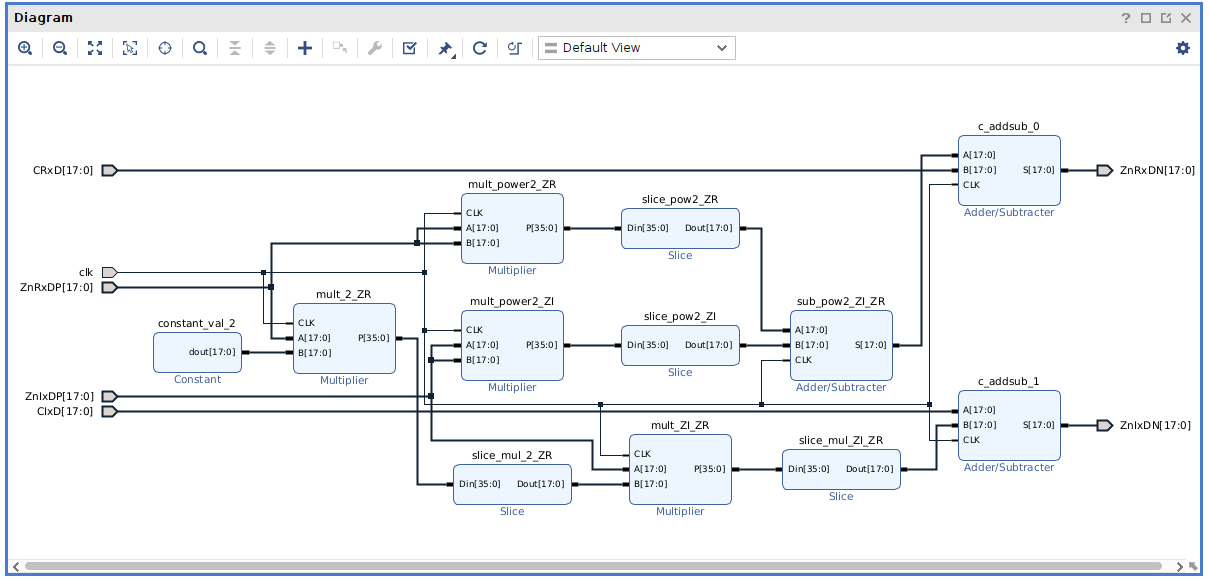 Diagram
Default View
CRxD[17:0]
clk
ZnRxDP[17:0]
ZnIxDP[17:0]
CIxD[17:0]
constant_val_2
dout[17:0]
Constant
mult_2_ZR
CLK
A[17:0]
P[35:0]
B[17:0]
Multiplier
mult_power2_ZR
CLK
A[17:0]
P[35:0]
B[17:0]
Multiplier
slice_pow2_ZR
Din[35:0]
Dout[17:0]
Slice
mult_power2_ZI
CLK
A[17:0]
P[35:0]
B[17:0]
Multiplier
slice_pow2_ZI
Din[35:0]
Dout[17:0]
Slice
sub_pow2_ZI_ZR
A[17:0]
B[17:0]
S[17:0]
CLK
Adder/Subtracter
slice_mul_2_ZR
Din[35:0]
Dout[17:0]
Slice
mult_ZI_ZR
CLK
A[17:0]
P[35:0]
B[17:0]
Multiplier
slice_mul_ZI_ZR
Din[35:0]
Dout[17:0]
Slice
c_addsub_0
A[17:0]
B[17:0]
S[17:0]
CLK
Adder/Subtracter
ZnRxDN[17:0]
c_addsub_1
A[17:0]
B[17:0]
S[17:0]
CLK
Adder/Subtracter
ZnIxDN[17:0]